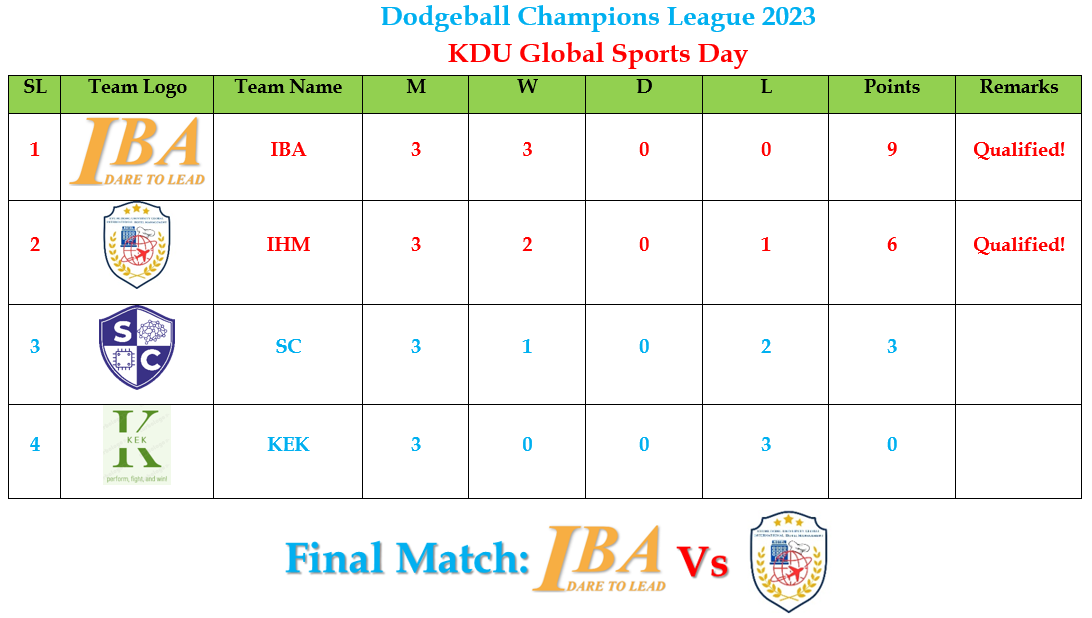 Dodgeball Champions League 2023
KDU Global Sports Day
SL Team Logo Team Name M W D L Points Remarks
IBA
DARE TO LEAD
1 IBA 3 3 0 0 9 Qualified!
2 IHM 3 2 0 1 6 Qualified!
S
C
3 SC 3 1 0 2 3
K
KEK
perform, fight, and win!
4 KEK 3 0 0 3 0
Final Match: IBA Vs
DARE TO LEAD
INTERNATIONAL HOTEL MANAGEMENT